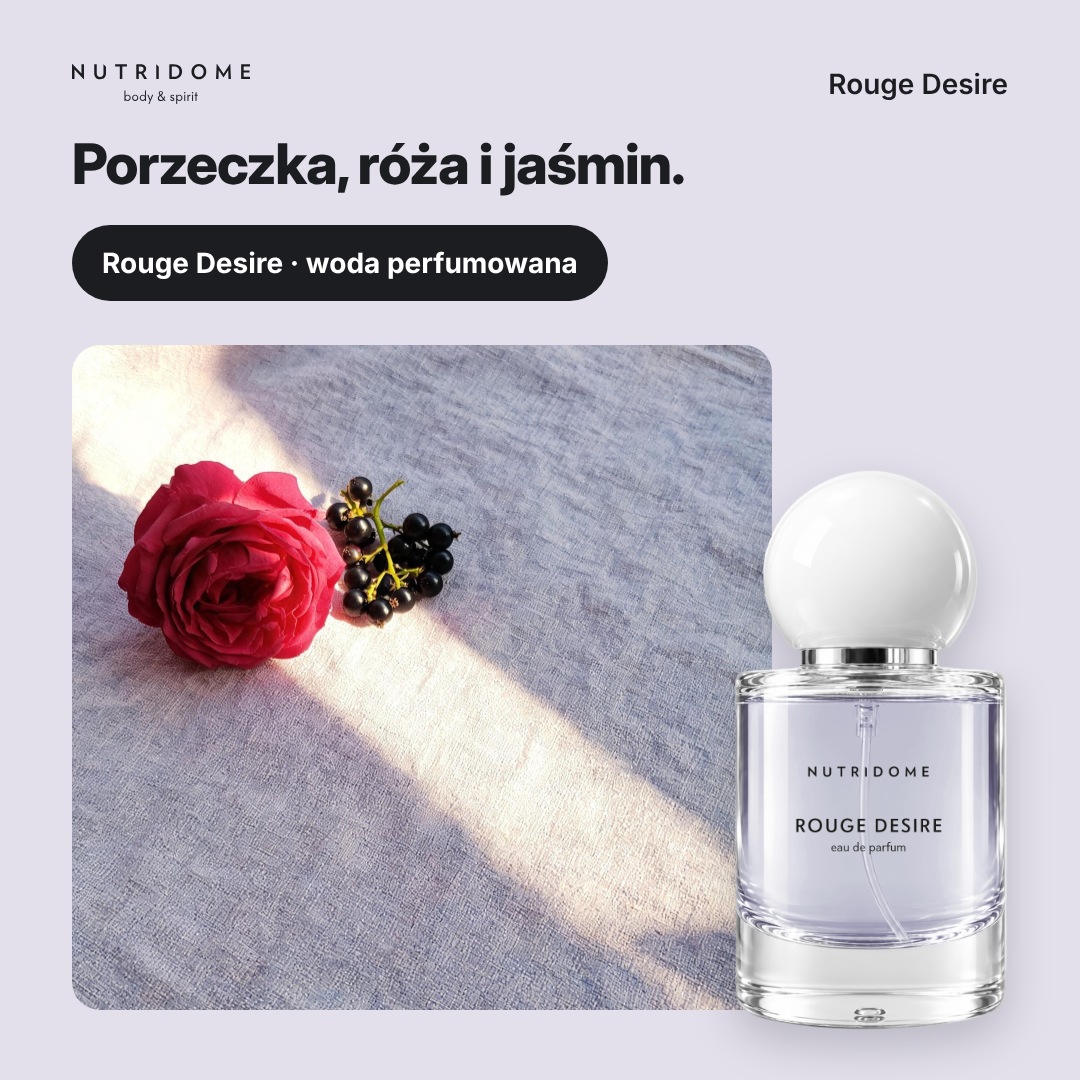 NUTRIDOME
body & spirit
Rouge Desire
Porzeczka, róża i jaśmin.
Rouge Desire · woda perfumowana
NUTRIDOME
ROUGE DESIRE
eau de parfum